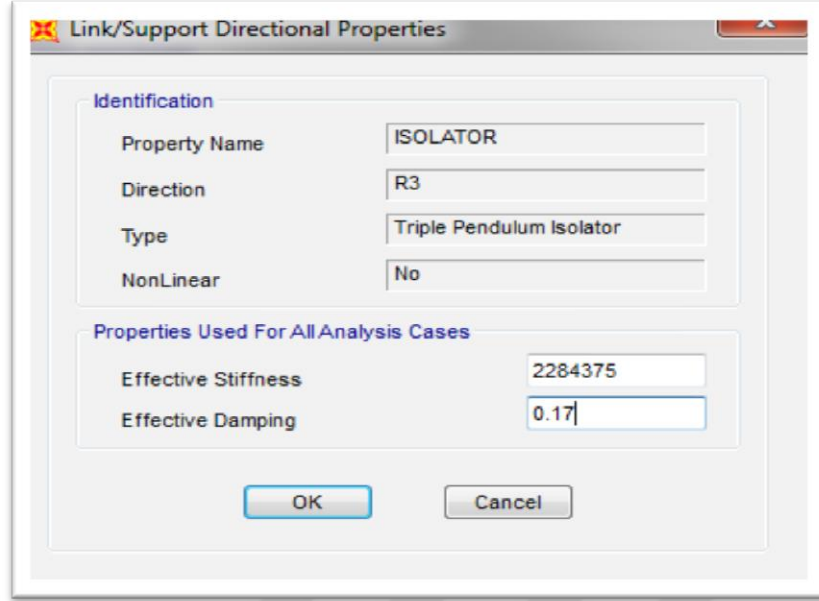 Link/Support Directional Properties
Identification
Property Name ISOLATOR
Direction R3
Type Triple Pendulum Isolator
NonLinear No
Properties Used For All Analysis Cases
Effective Stiffness 2284375
Effective Damping 0.17
OK Cancel